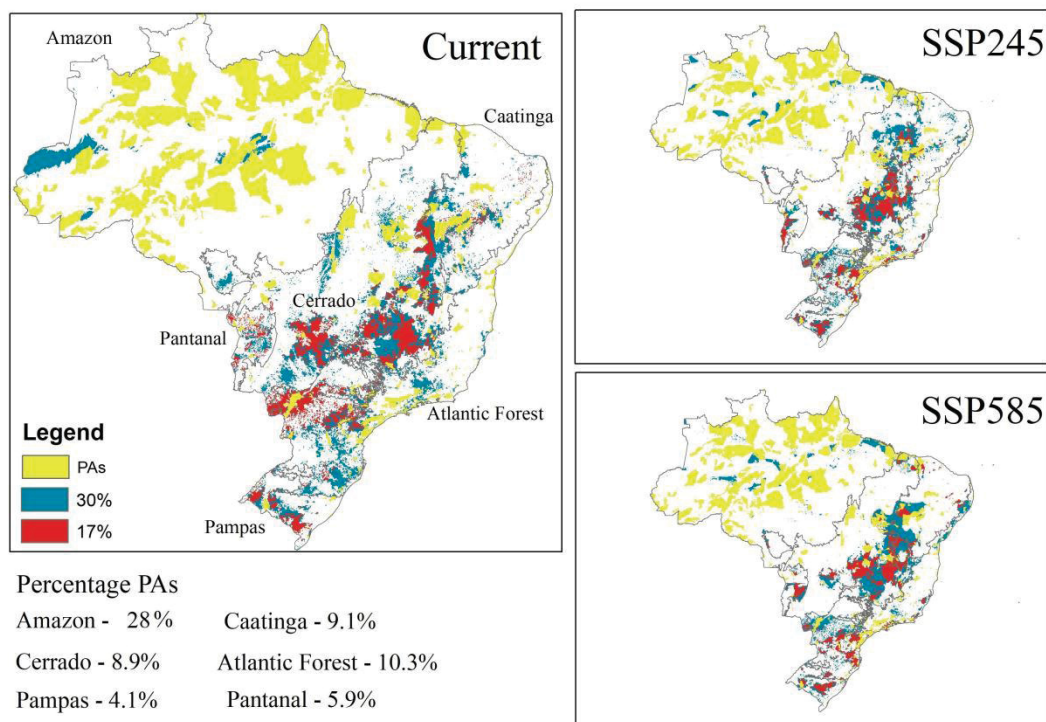 Amazon
Current
Caatinga
Cerrado
Pantanal
Atlantic Forest
Pampas
Legend
PAs
30%
17%
SSP245
SSP585
Percentage PAs
Amazon - 28%
Caatinga - 9.1%
Cerrado - 8.9%
Atlantic Forest - 10.3%
Pampas - 4.1%
Pantanal - 5.9%